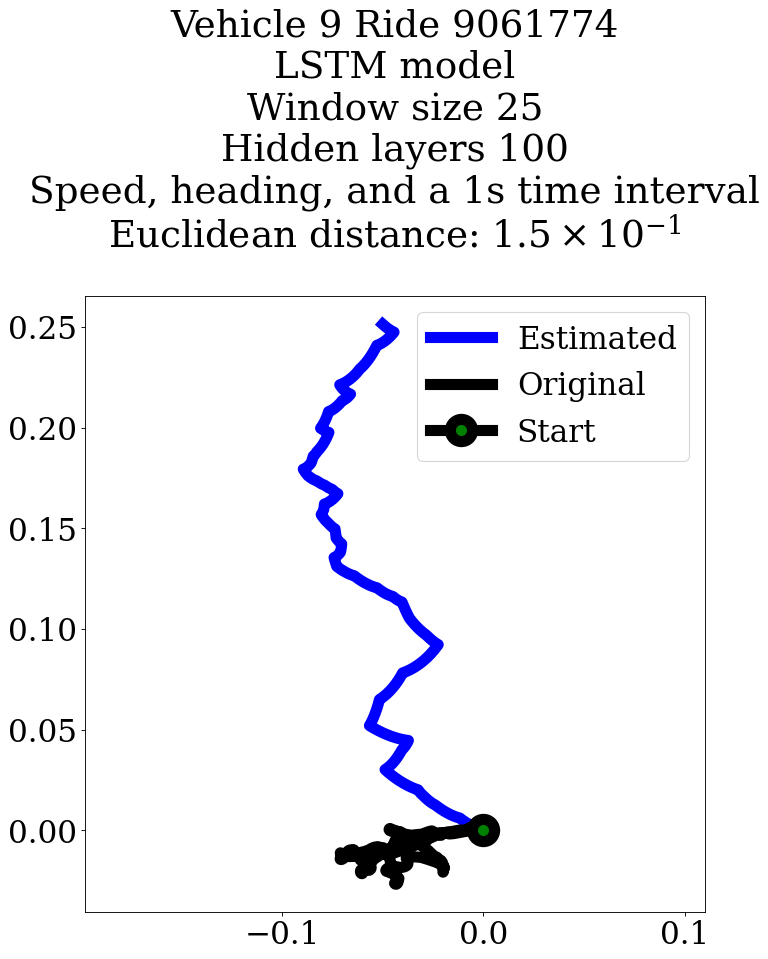 Vehicle 9 Ride 9061774
LSTM model
Window size 25
Hidden layers 100
Speed, heading, and a 1s time interval
Euclidean distance: 1.5 × 10⁻¹
Estimated
Original
Start
0.25
0.20
0.15
0.10
0.05
0.00
−0.1
0.0
0.1